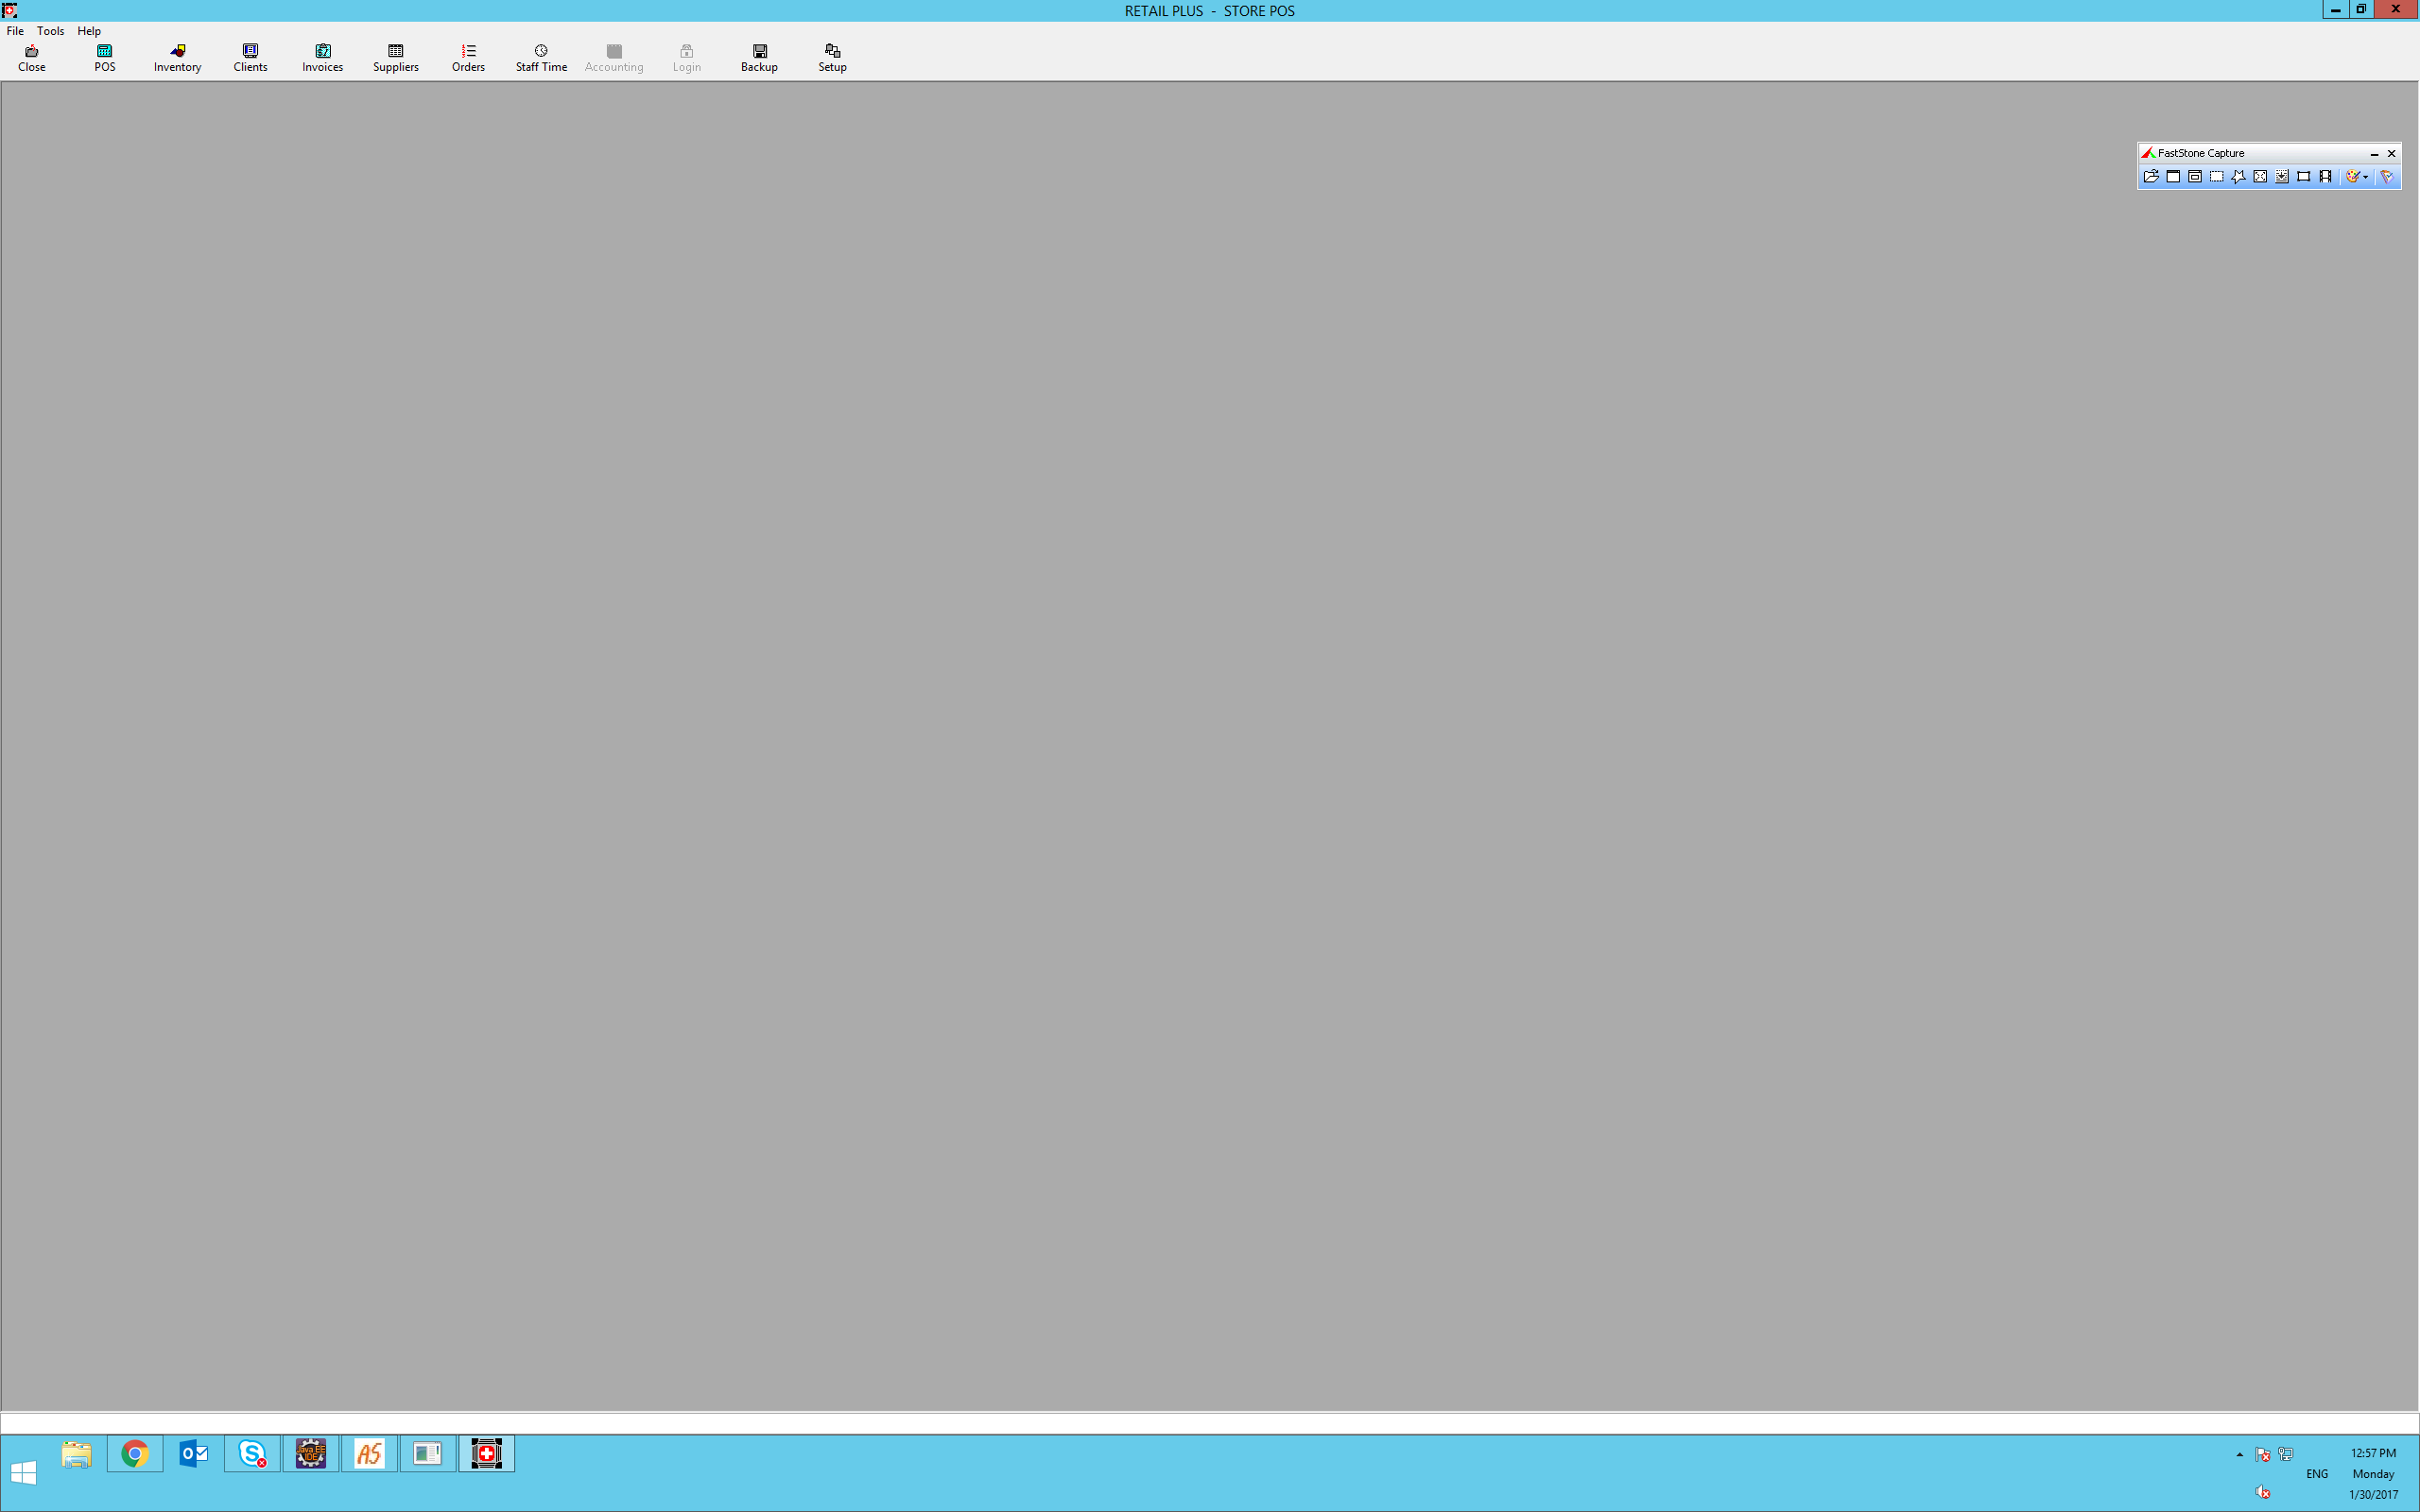 RETAIL PLUS - STORE POS
File Tools Help
Close POS Inventory Clients Invoices Suppliers Orders Staff Time Accounting Login Backup Setup
FastStone Capture
AS
12:57 PM
ENG Monday
1/30/2017